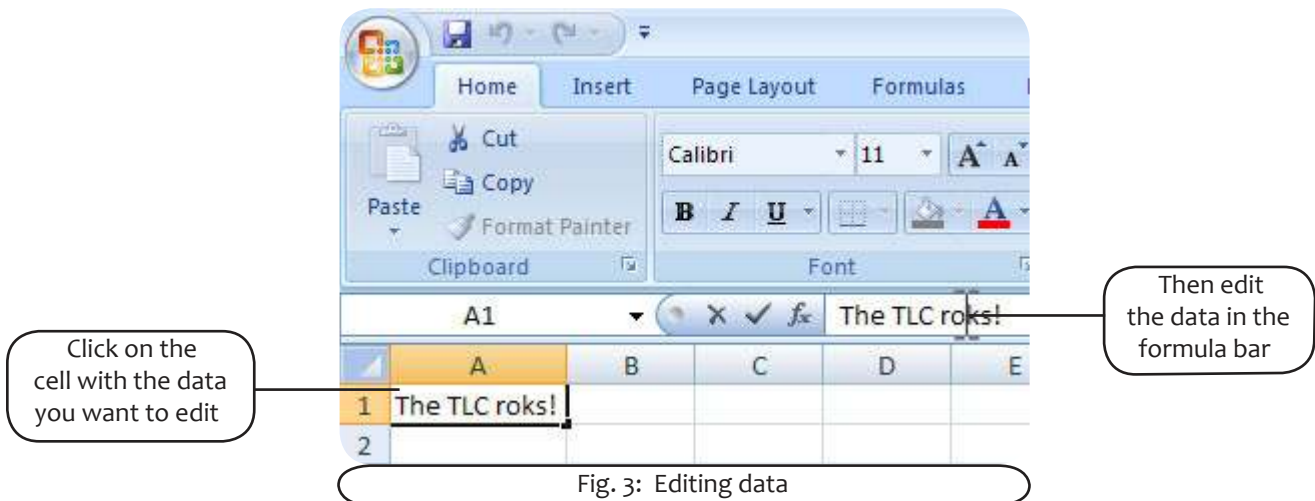 Home Insert Page Layout Formulas
Cut
Calibri 11 A A
Copy
Paste
B I U A
Format Painter
Clipboard Font
A1 fx The TLC roks!
Then edit
the data in the
formula bar
Click on the
cell with the data
you want to edit
A B C D E
1 The TLC roks!
2
Fig. 3: Editing data